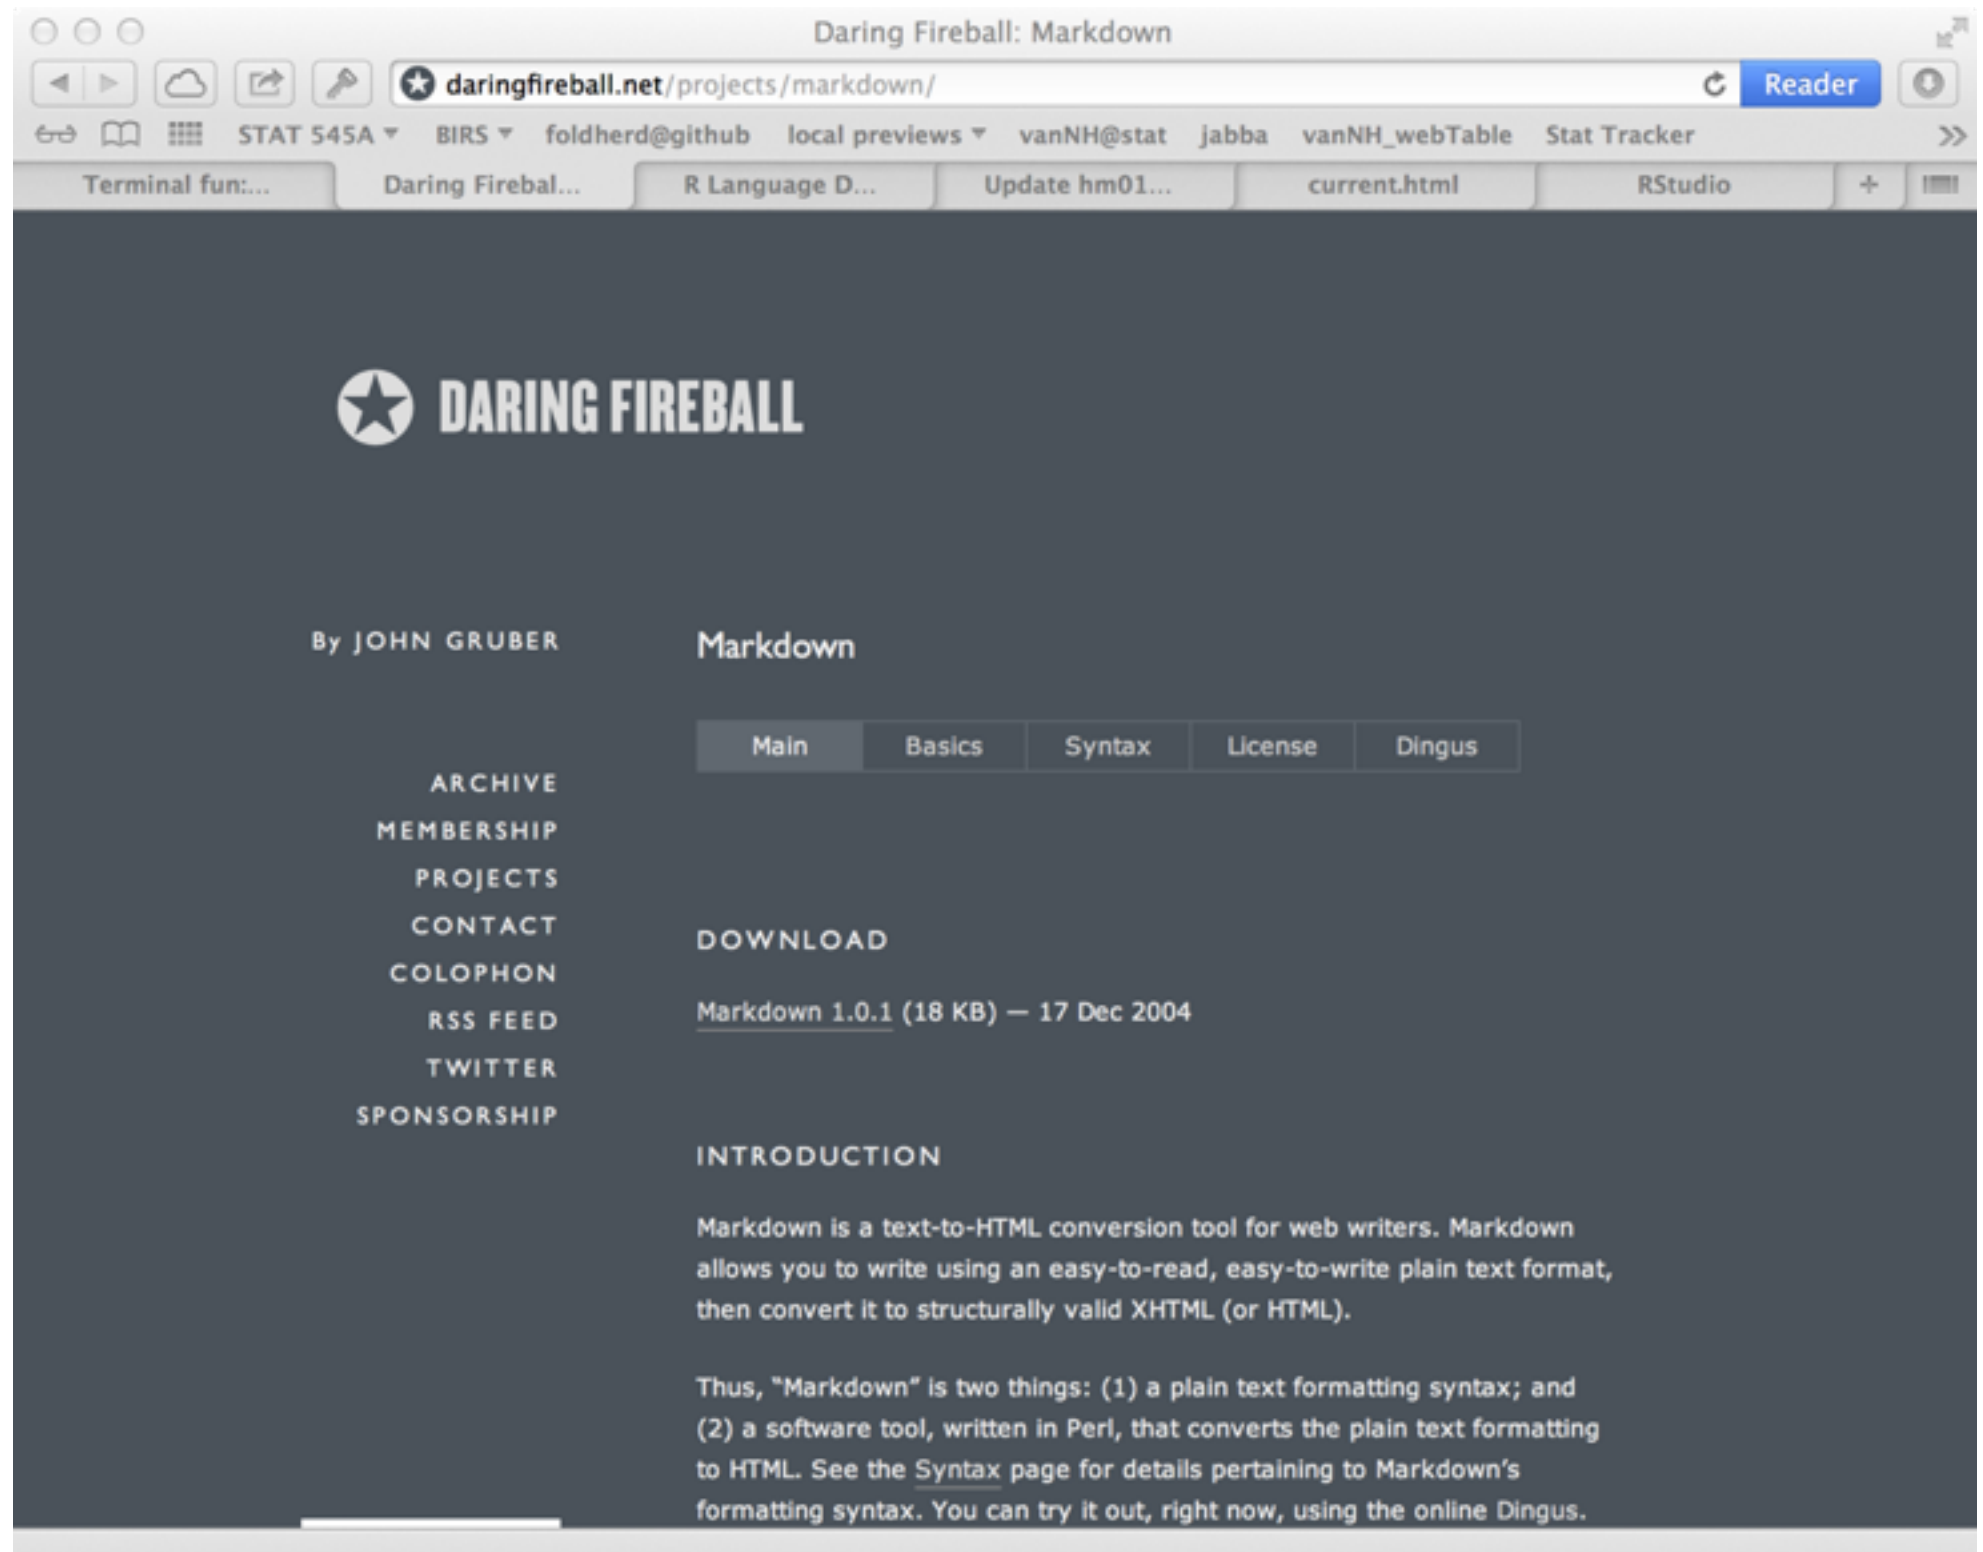 Daring Fireball: Markdown
daringfireball.net/projects/markdown/
Reader
STAT 545A BIRS foldherd@github local previews vanNH@stat jabba vanNH_webTable Stat Tracker
Terminal fun:... Daring Firebal... R Language D... Update hm01... current.html RStudio
DARING FIREBALL
By JOHN GRUBER
ARCHIVE
MEMBERSHIP
PROJECTS
CONTACT
COLOPHON
RSS FEED
TWITTER
SPONSORSHIP
Markdown
Main Basics Syntax License Dingus
DOWNLOAD
Markdown 1.0.1 (18 KB) — 17 Dec 2004
INTRODUCTION
Markdown is a text-to-HTML conversion tool for web writers. Markdown
allows you to write using an easy-to-read, easy-to-write plain text format,
then convert it to structurally valid XHTML (or HTML).
Thus, “Markdown” is two things: (1) a plain text formatting syntax; and
(2) a software tool, written in Perl, that converts the plain text formatting
to HTML. See the Syntax page for details pertaining to Markdown’s
formatting syntax. You can try it out, right now, using the online Dingus.